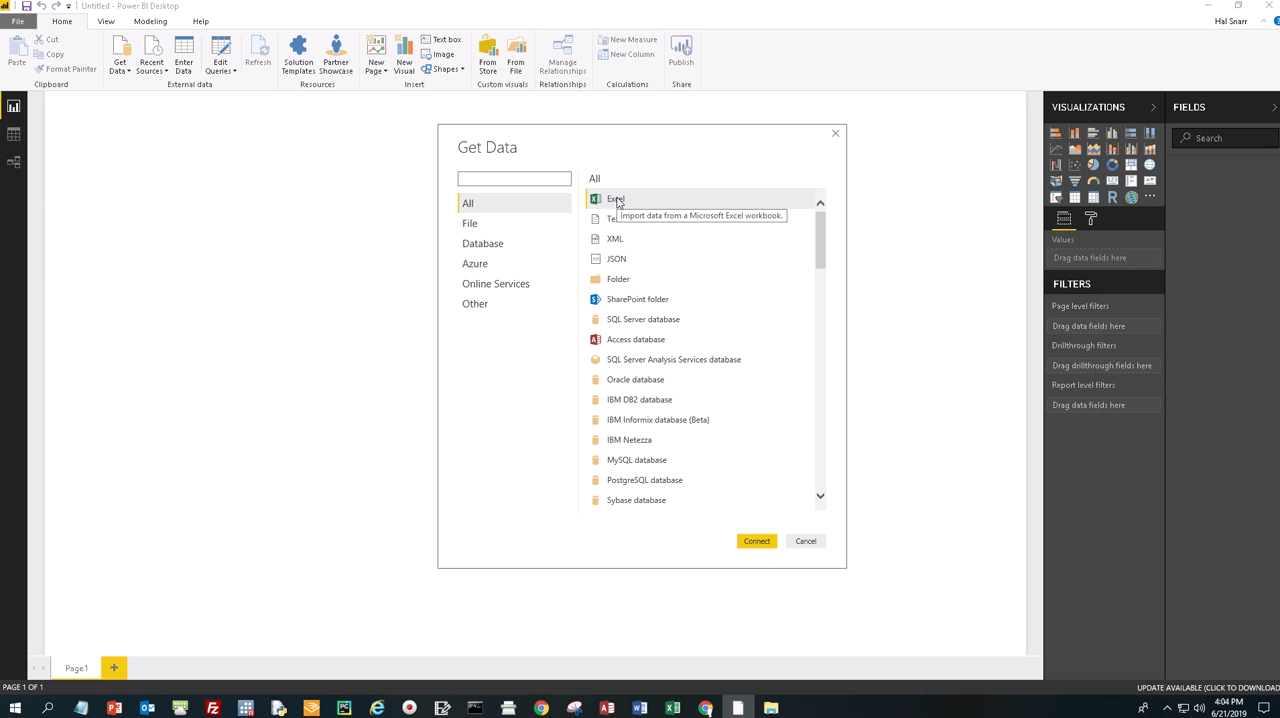 Untitled - Power BI Desktop
File
Home
View
Modeling
Help
Hal Snarr
Paste
Cut
Copy
Format Painter
Clipboard
Get Data
Recent Sources
Enter Data
Edit Queries
Refresh
External data
Solution Templates
Partner Showcase
Resources
New Page
New Visual
Text box
Image
Shapes
Insert
From Store
From File
Custom visuals
Manage Relationships
Relationships
New Measure
New Column
Calculations
Publish
Share
VISUALIZATIONS
FIELDS
Search
R
Values
Drag data fields here
FILTERS
Page level filters
Drag data fields here
Drillthrough filters
Drag drillthrough fields here
Report level filters
Drag data fields here
Get Data
All
File
Database
Azure
Online Services
Other
All
Excel
Import data from a Microsoft Excel workbook.
XML
JSON
Folder
SharePoint folder
SQL Server database
Access database
SQL Server Analysis Services database
Oracle database
IBM DB2 database
IBM Informix database (Beta)
IBM Netezza
MySQL database
PostgreSQL database
Sybase database
Connect
Cancel
Page 1
PAGE 1 OF 1
UPDATE AVAILABLE (CLICK TO DOWNLOAD
4:04 PM
6/21/2019